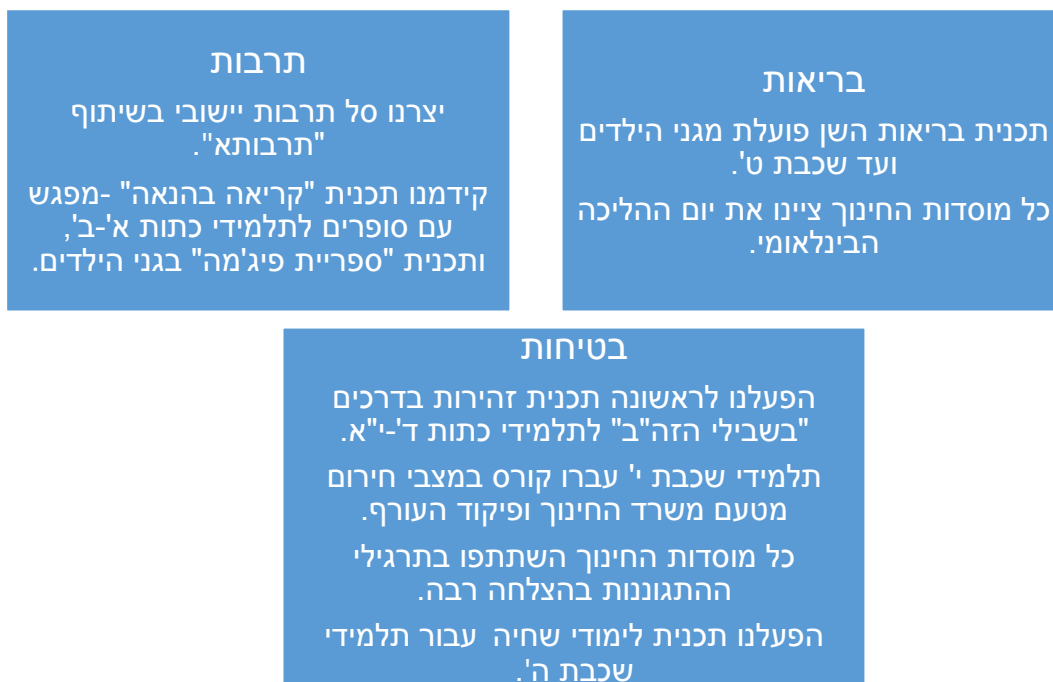 בריאות
תכנית בריאות השן פועלת מגני הילדים
ועד שכבת ט'.
כל מוסדות החינוך ציינו את יום ההליכה
הבינלאומי.
תרבות
יצרנו סל תרבות יישובי בשיתוף
"תרבותא".
קידמנו תכנית "קריאה בהנאה" -מפגש
עם סופרים לתלמידי כתות א'-ב',
ותכנית "ספריית פיג'מה" בגני הילדים.
בטיחות
הפעלנו לראשונה תכנית זהירות בדרכים
"בשבילי הזה"ב" לתלמידי כתות ד'-י"א.
תלמידי שכבת י' עברו קורס במצבי חירום
מטעם משרד החינוך ופיקוד העורף.
כל מוסדות החינוך השתתפו בתרגילי
ההתגוננות בהצלחה רבה.
הפעלנו תכנית לימודי שחיה עבור תלמידי
שכבת ה'.